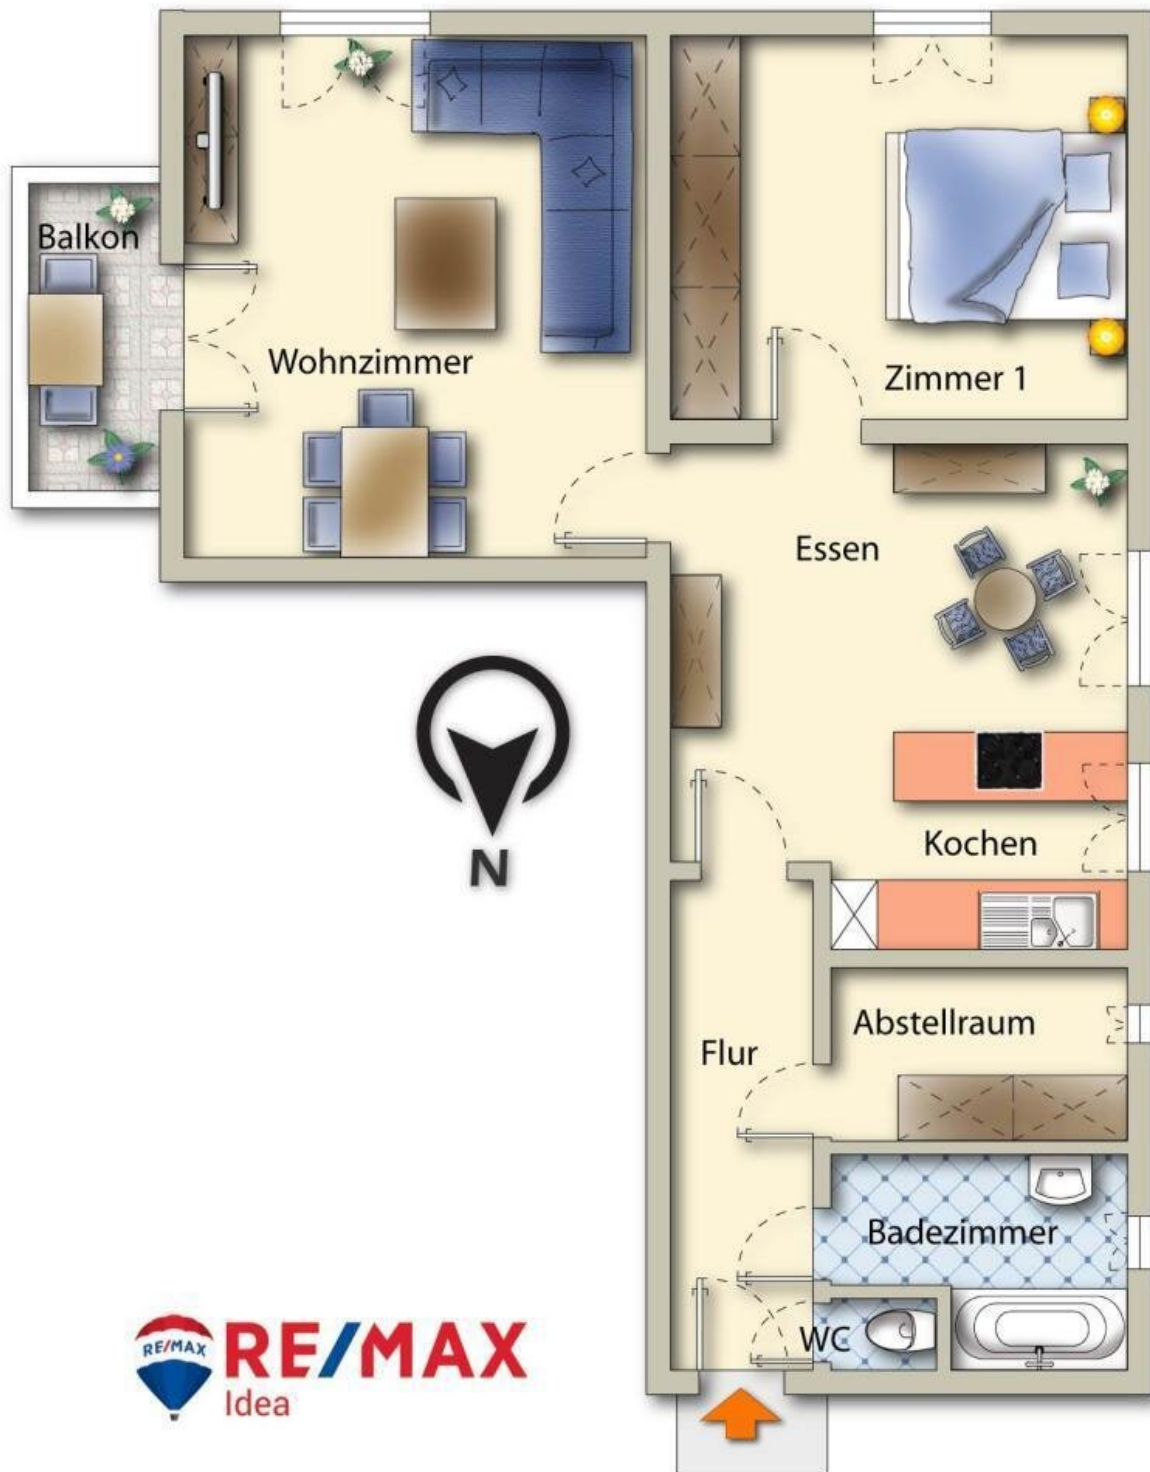 Balkon
Wohnzimmer
Zimmer 1
Essen
Kochen
N
Abstellraum
Flur
Badezimmer
WC
RE/MAX
RE/MAX
Idea